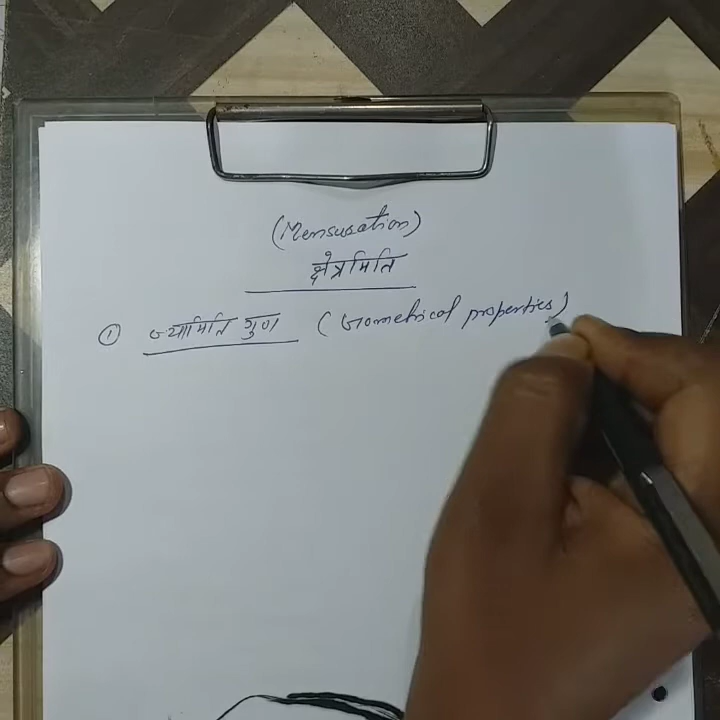 (Mensuration)
क्षेत्रमिति
① ज्यामिति गुण (Geometrical properties)